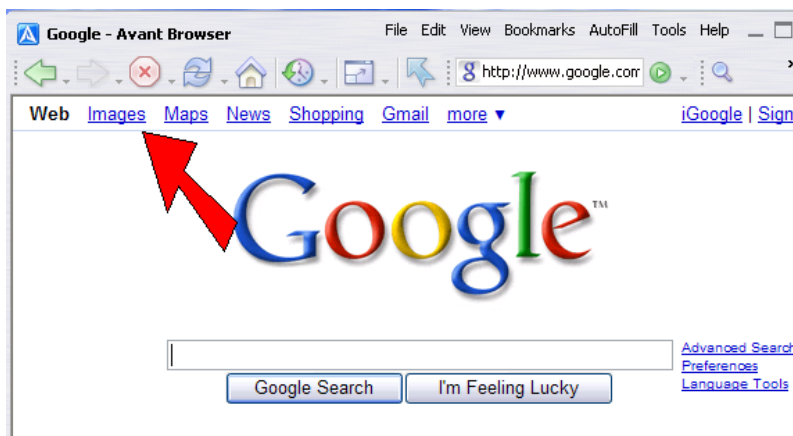 Google - Avant Browser File Edit View Bookmarks AutoFill Tools Help
http://www.google.com
Web Images Maps News Shopping Gmail more ▼ iGoogle | Sign
Google™
Advanced Search
Preferences
Language Tools
Google Search I'm Feeling Lucky